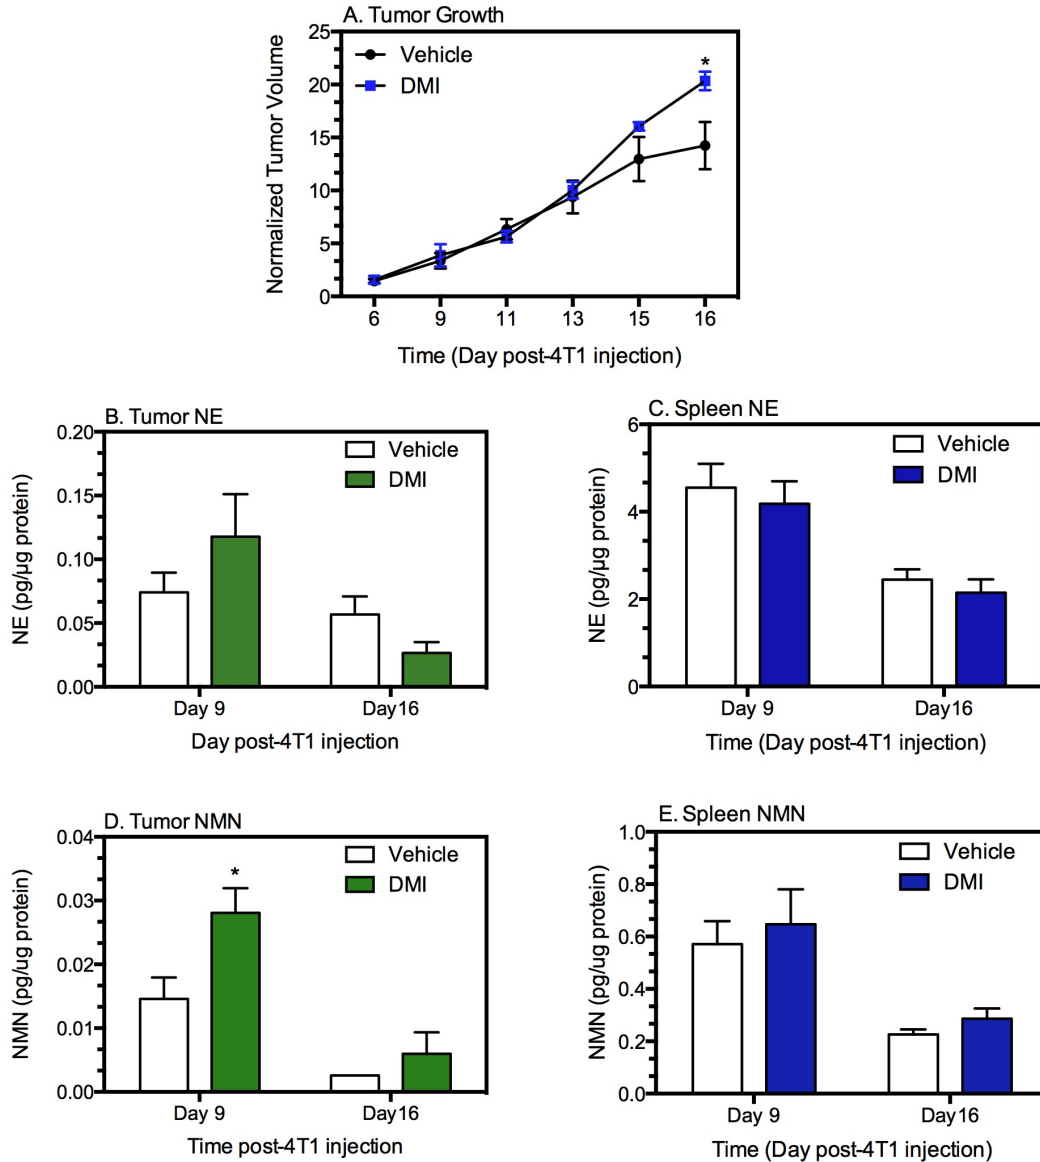 A. Tumor Growth
25
20
15
10
5
0
Normalized Tumor Volume
Vehicle
DMI
*
6 9 11 13 15 16
Time (Day post-4T1 injection)
B. Tumor NE
0.20
0.15
0.10
0.05
0.00
NE (pg/µg protein)
Vehicle
DMI
Day 9 Day16
Day post-4T1 injection
C. Spleen NE
6
4
2
0
NE (pg/µg protein)
Vehicle
DMI
Day 9 Day16
Time (Day post-4T1 injection)
D. Tumor NMN
0.04
0.03
0.02
0.01
0.00
NMN (pg/ug protein)
Vehicle
DMI
*
Day 9 Day16
Time post-4T1 injection
E. Spleen NMN
1.0
0.8
0.6
0.4
0.2
0.0
NMN (pg/ug protein)
Vehicle
DMI
Day 9 Day16
Time (Day post-4T1 injection)